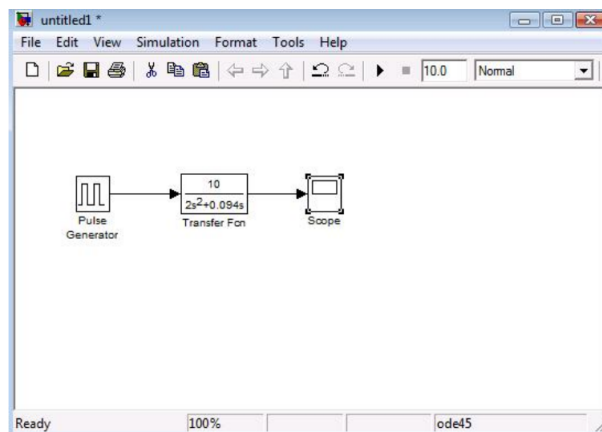 untitled1 *
File Edit View Simulation Format Tools Help
10.0 Normal
10
2s²+0.094s
Pulse
Generator
Transfer Fcn
Scope
Ready 100% ode45